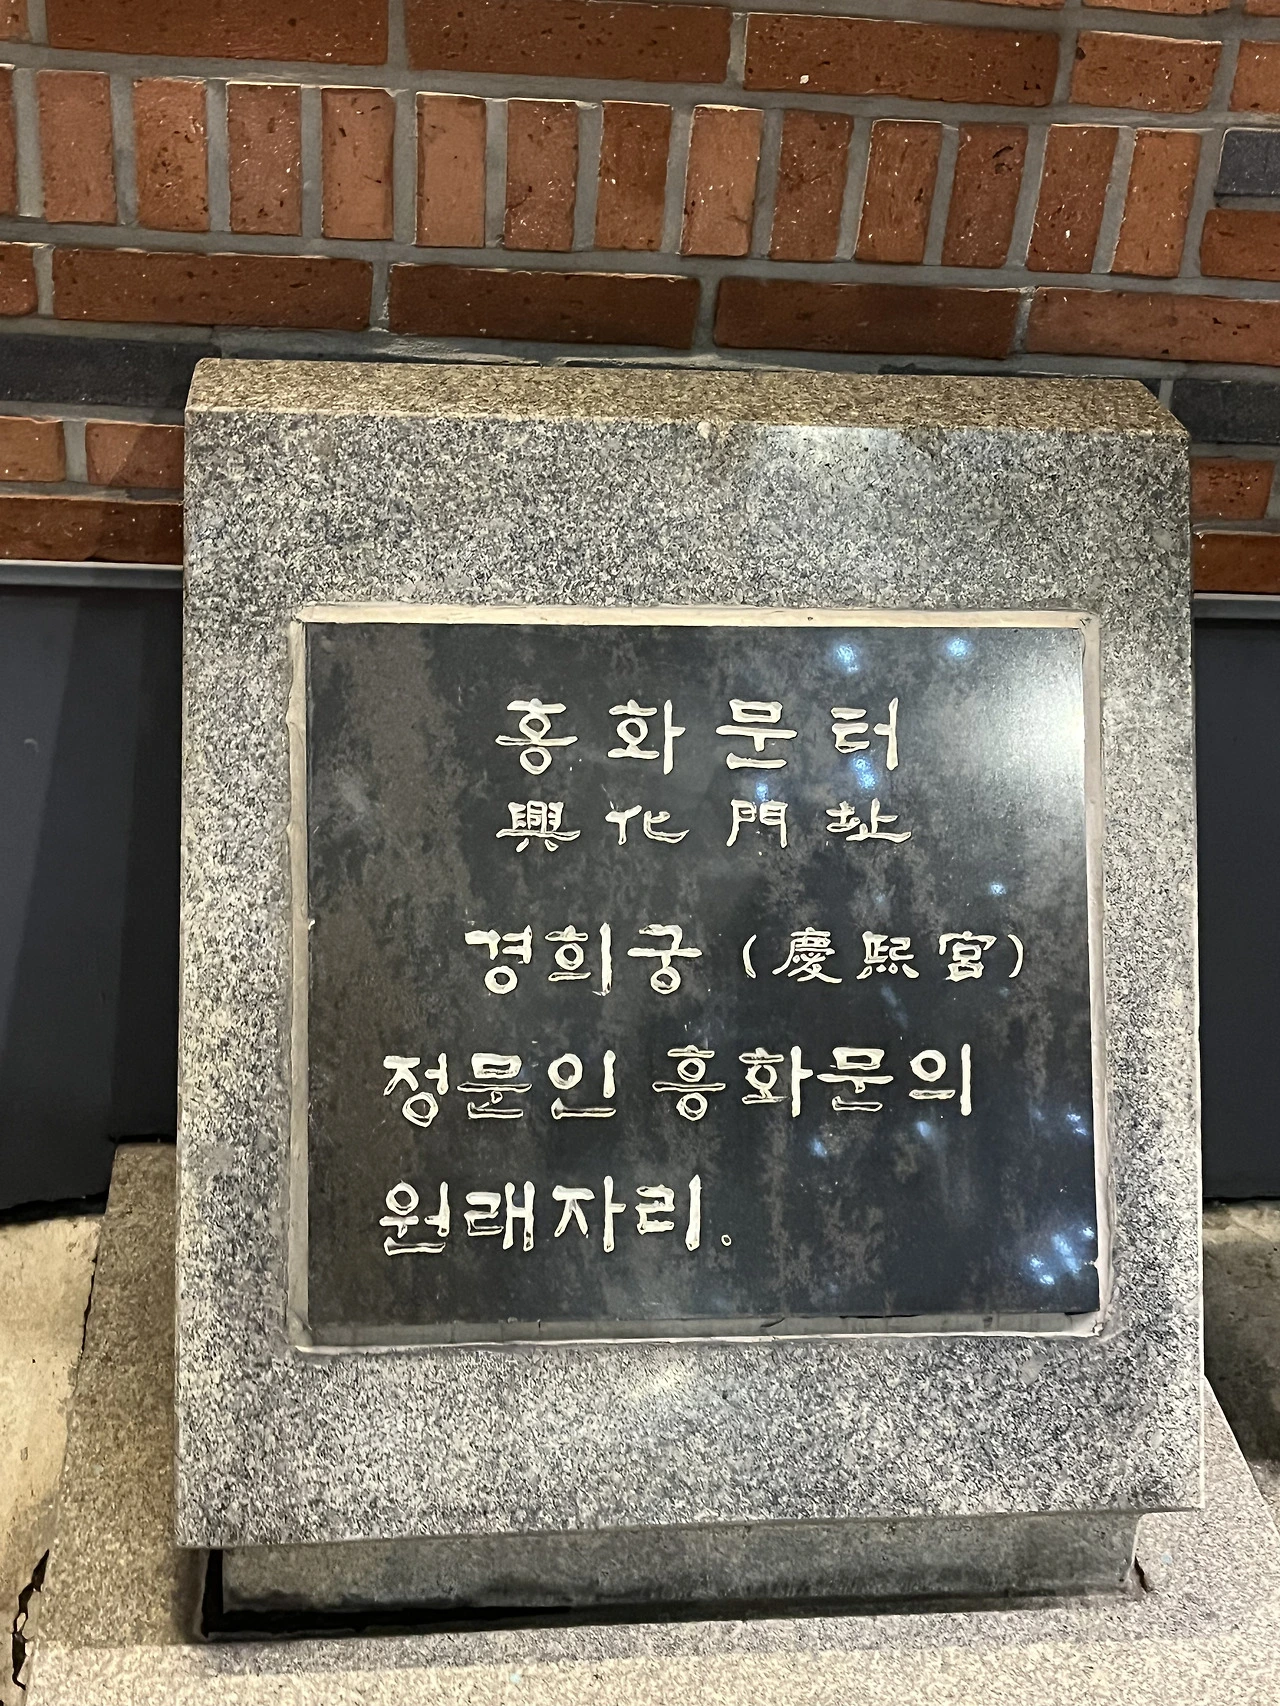 흥화문터
興化門址
경희궁 (慶熙宮)
정문인 흥화문의
원래자리.